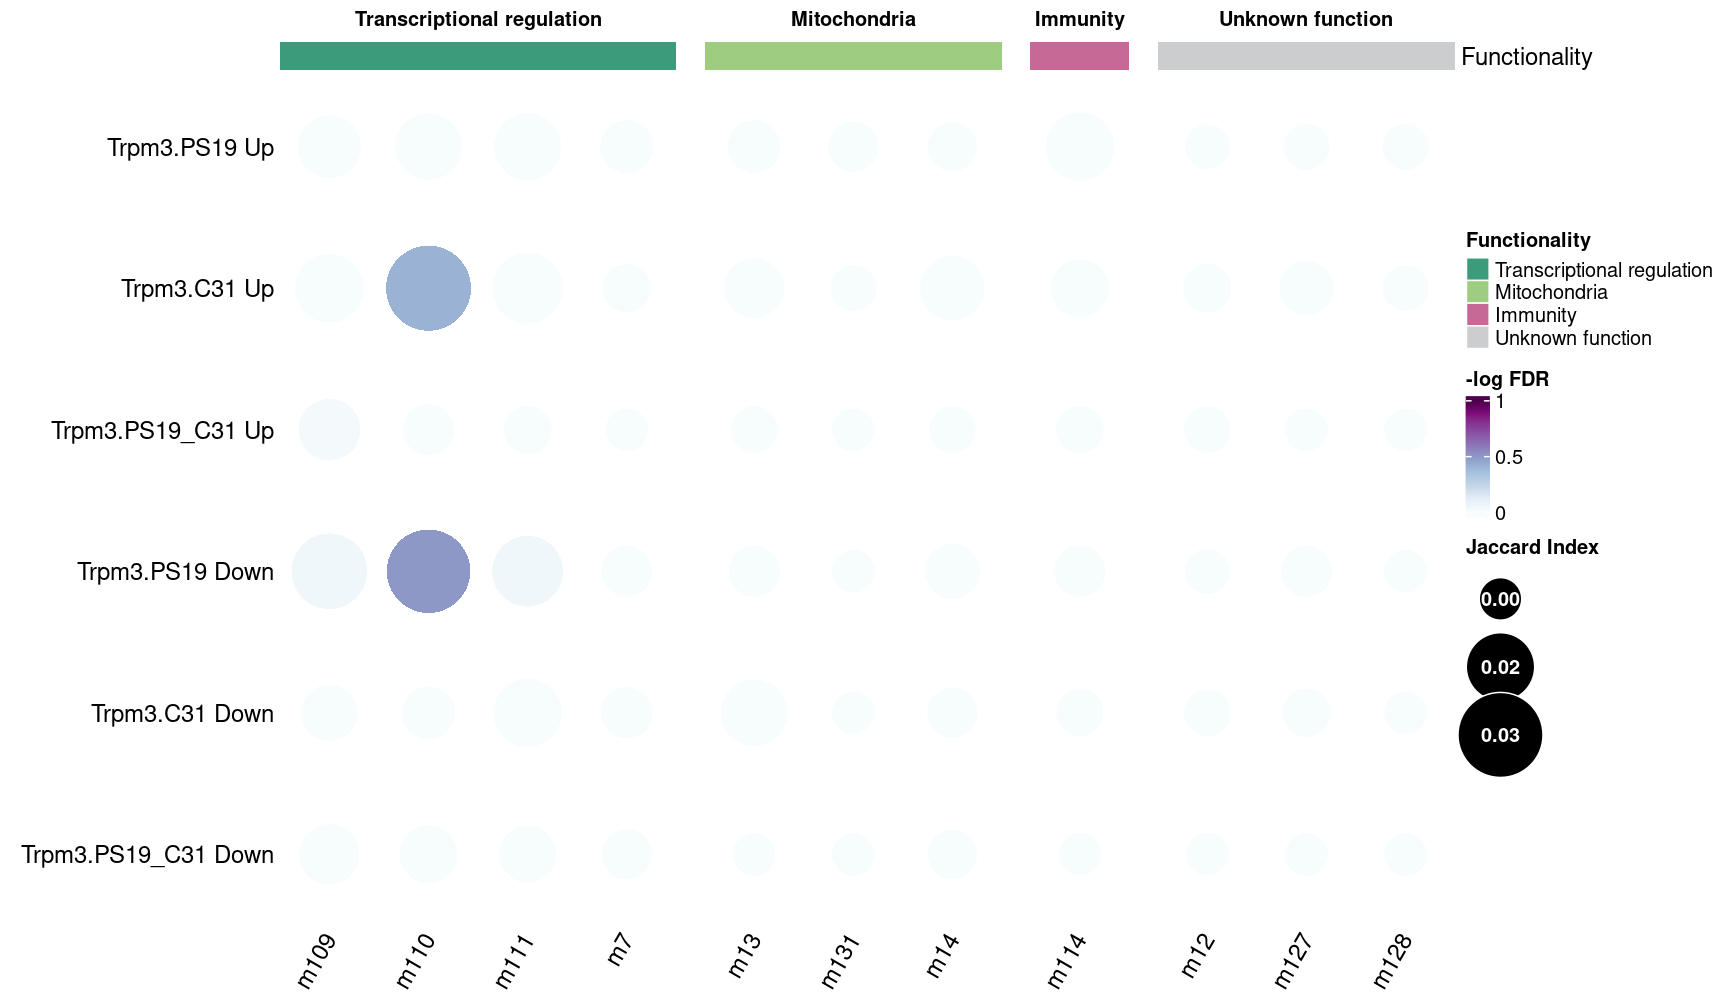 Transcriptional regulation Mitochondria Immunity Unknown function
Functionality
Trpm3.PS19 Up
Trpm3.C31 Up
Trpm3.PS19_C31 Up
Trpm3.PS19 Down
Trpm3.C31 Down
Trpm3.PS19_C31 Down
m109 m110 m111 m7 m13 m131 m14 m114 m12 m127 m128
Functionality
Transcriptional regulation
Mitochondria
Immunity
Unknown function
-log FDR
1
0.5
0
Jaccard Index
0.00
0.02
0.03